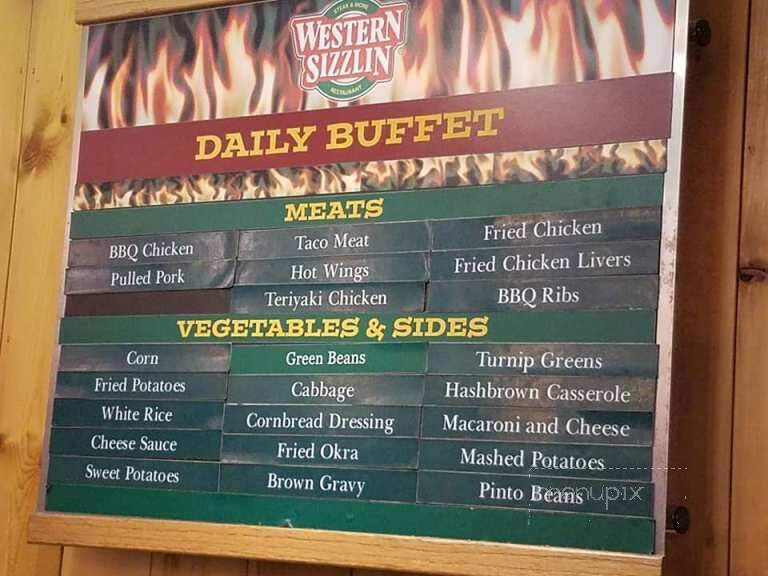 STEAK & MORE
WESTERN
SIZZLIN
RESTAURANT
DAILY BUFFET
MEATS
BBQ Chicken
Taco Meat
Fried Chicken
Pulled Pork
Hot Wings
Fried Chicken Livers
Teriyaki Chicken
BBQ Ribs
VEGETABLES & SIDES
Corn
Green Beans
Turnip Greens
Fried Potatoes
Cabbage
Hashbrown Casserole
White Rice
Cornbread Dressing
Macaroni and Cheese
Cheese Sauce
Fried Okra
Mashed Potatoes
Sweet Potatoes
Brown Gravy
Pinto Beans
menupix